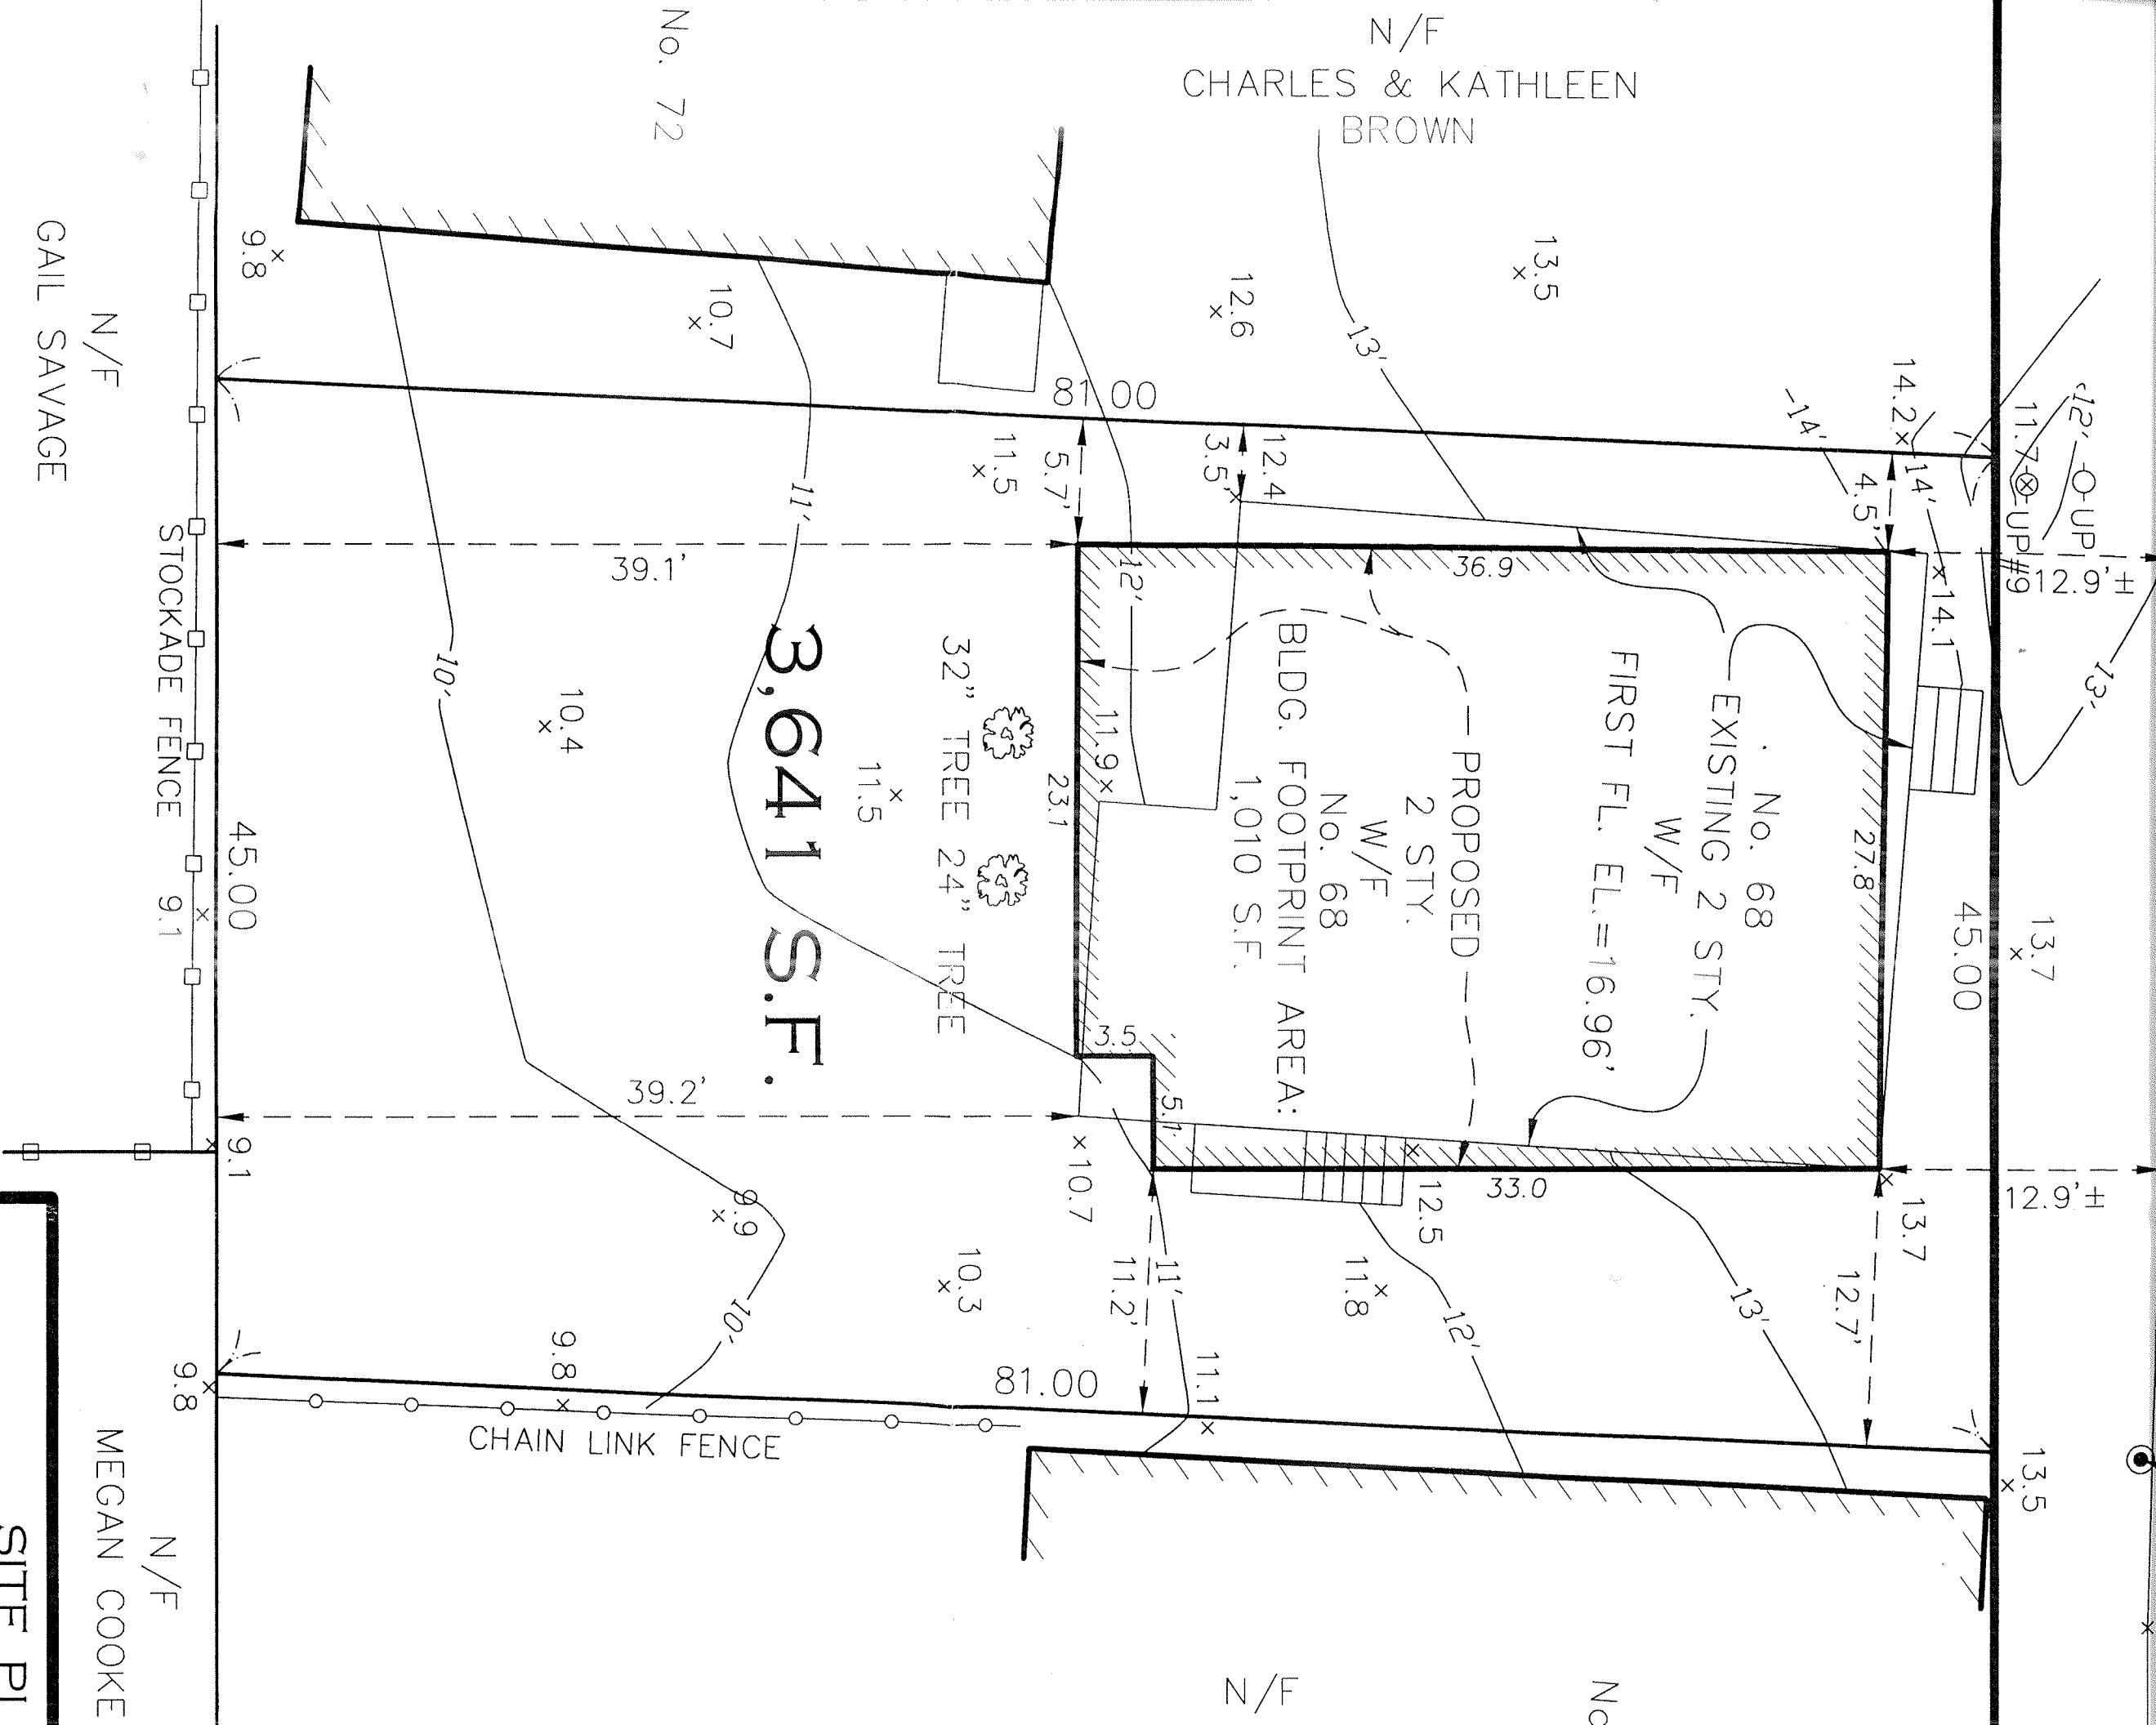 N/F
CHARLES & KATHLEEN
BROWN
No. 72
N/F
GAIL SAVAGE
9.8
10.7
12.6
13.5
13'
14.2
-14'
14'
11.7
UP#9
12'
UP
12.9'±
13'
81 00
11.5
5.7'
12.4
3.5'
4.5'
14.1
39.1'
36.9
11'
12'
10'
STOCKADE FENCE
10.4
3,641 S.F.
11.5
32" TREE
24" TREE
11.9
23.1
BLDG. FOOTPRINT AREA:
1,010 S.F.
PROPOSED
2 STY.
W/F
No. 68
No. 68
EXISTING 2 STY.
W/F
FIRST FL. EL.=16.96'
27.8
45.00
13.7
45.00
9.1
9.1
39.2'
3.5
5.1
10.7
33.0
12.5
13.7
12.9'±
9.9
10.3
11.2'
11'
11.8
12'
13'
12.7'
10'
9.8
9.8
81.00
11.1
13.5
CHAIN LINK FENCE
N/F
MEGAN COOKE
N/F
SITE PL